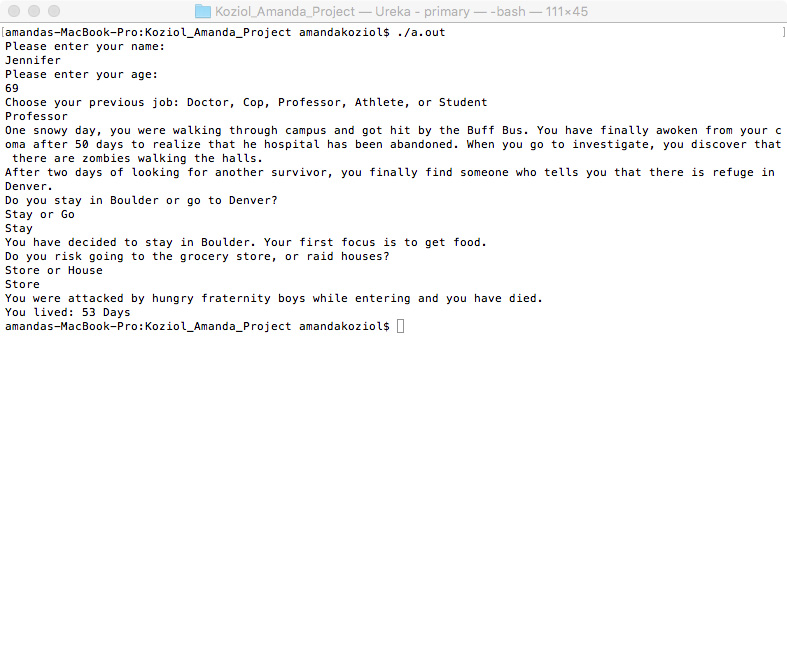 Koziol_Amanda_Project — Ureka - primary — -bash — 111×45
[amandas-MacBook-Pro:Koziol_Amanda_Project amandakoziol$ ./a.out ]
Please enter your name:
Jennifer
Please enter your age:
69
Choose your previous job: Doctor, Cop, Professor, Athlete, or Student
Professor
One snowy day, you were walking through campus and got hit by the Buff Bus. You have finally awoken from your c
oma after 50 days to realize that he hospital has been abandoned. When you go to investigate, you discover that
 there are zombies walking the halls.
After two days of looking for another survivor, you finally find someone who tells you that there is refuge in
Denver.
Do you stay in Boulder or go to Denver?
Stay or Go
Stay
You have decided to stay in Boulder. Your first focus is to get food.
Do you risk going to the grocery store, or raid houses?
Store or House
Store
You were attacked by hungry fraternity boys while entering and you have died.
You lived: 53 Days
amandas-MacBook-Pro:Koziol_Amanda_Project amandakoziol$